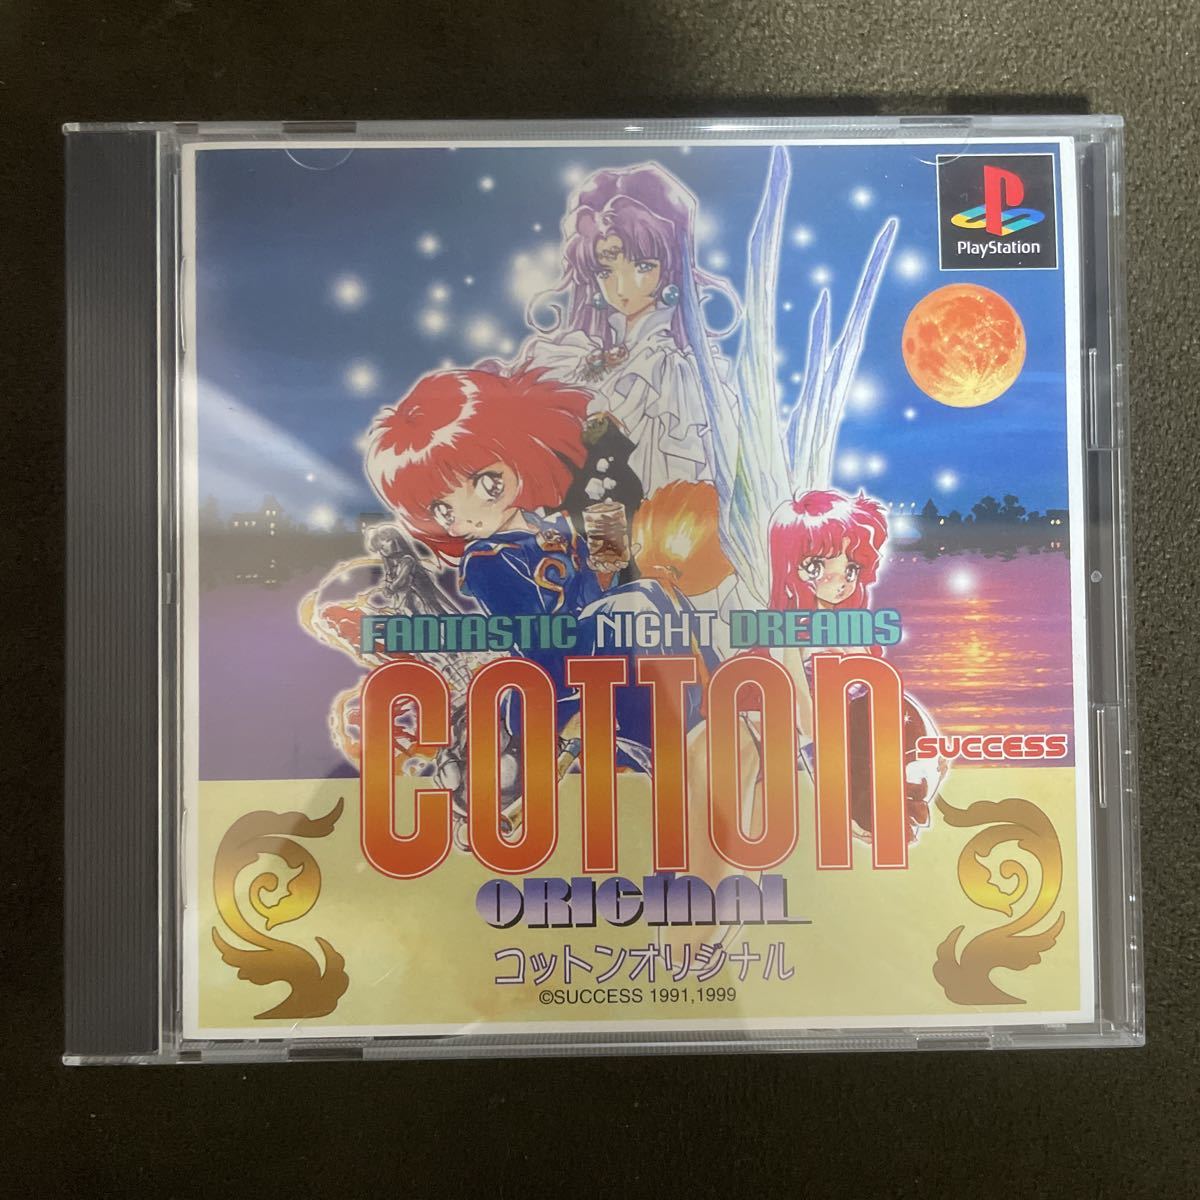 PlayStation
FANTASTIC NIGHT DREAMS
COTTON
SUCCESS
ORIGINAL
コットンオリジナル
©SUCCESS 1991,1999